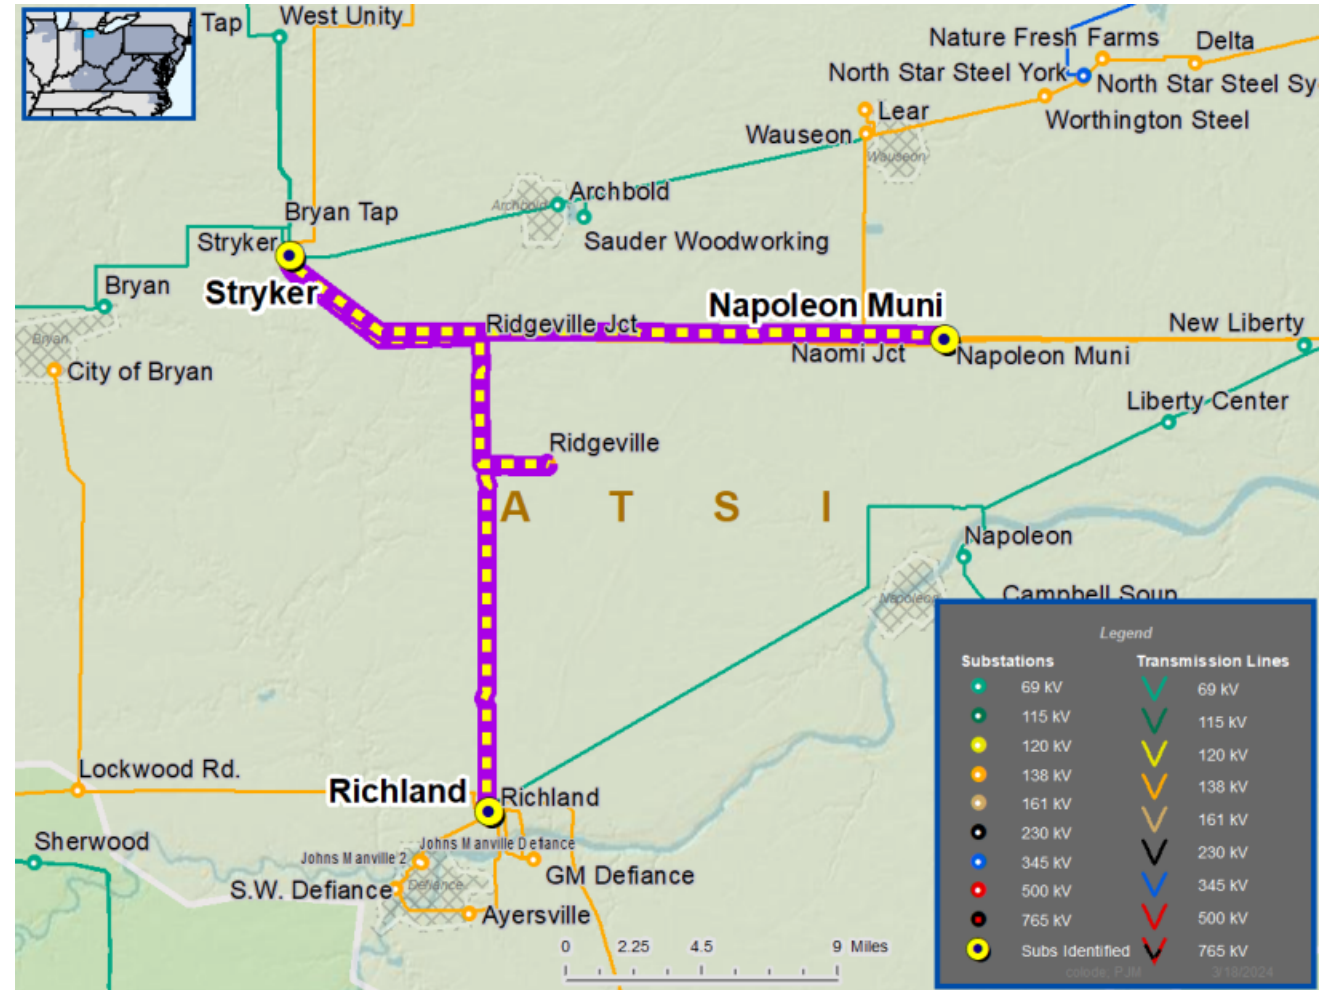 Tap
West Unity
Nature Fresh Farms
Delta
North Star Steel York
North Star Steel Sy
Lear
Worthington Steel
Wauseon
Wauseon
Archbold
Archbold
Bryan Tap
Stryker
Sauder Woodworking
Bryan
Stryker
Napoleon Muni
Ridgeville Jct
New Liberty
Bryan
Naomi Jct
Napoleon Muni
City of Bryan
Liberty Center
Ridgeville
A T S I
Napoleon
Napoleon
Campbell Soup
Lockwood Rd.
Richland
Richland
Sherwood
Johns Manville 2
Johns Manville Defiance
S.W. Defiance
Defiance
GM Defiance
Ayersville
0 2.25 4.5 9 Miles
Legend
Substations
69 kV
115 kV
120 kV
138 kV
161 kV
230 kV
345 kV
500 kV
765 kV
Subs Identified
Transmission Lines
69 kV
115 kV
120 kV
138 kV
161 kV
230 kV
345 kV
500 kV
765 kV
colode, PJM
3/18/2024